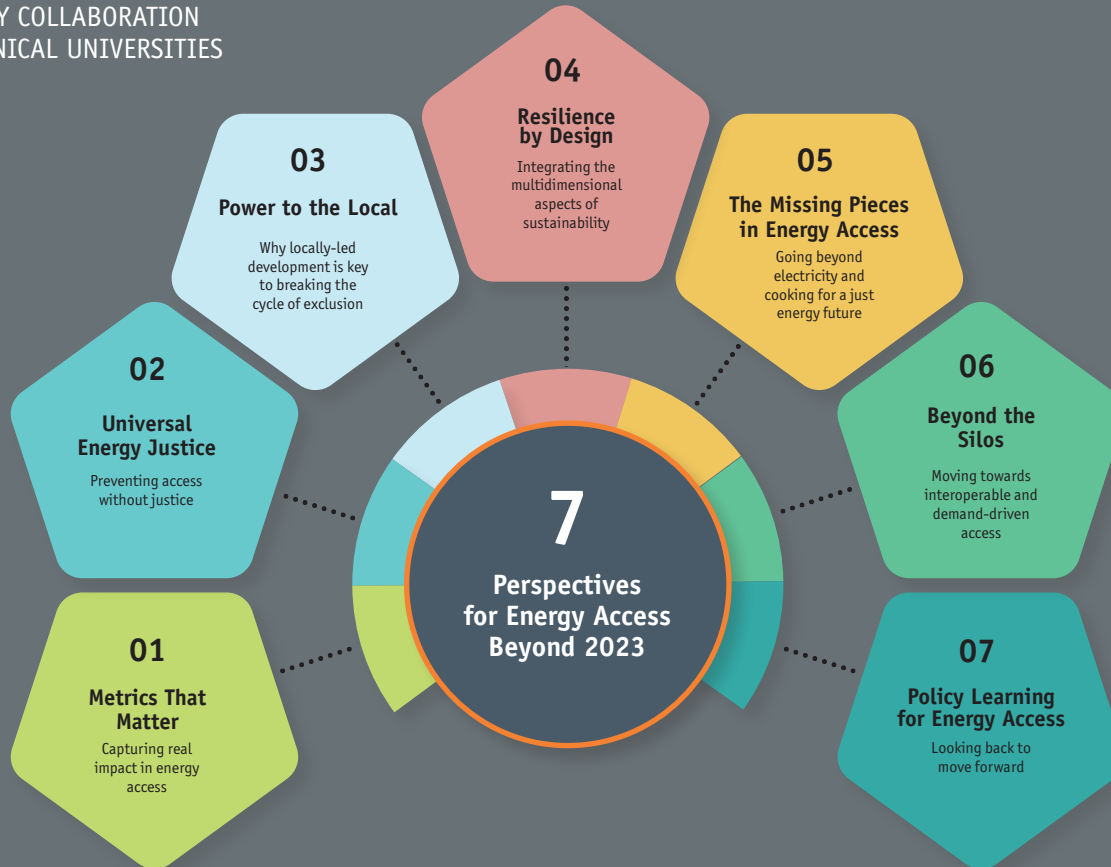 Y COLLABORATION
NICAL UNIVERSITIES
04
Resilience
by Design
Integrating the
multidimensional
aspects of
sustainability
03
Power to the Local
Why locally-led
development is key
to breaking the
cycle of exclusion
05
The Missing Pieces
in Energy Access
Going beyond
electricity and
cooking for a just
energy future
02
Universal
Energy Justice
Preventing access
without justice
06
Beyond the
Silos
Moving towards
interoperable and
demand-driven
access
7
Perspectives
for Energy Access
Beyond 2023
01
Metrics That
Matter
Capturing real
impact in energy
access
07
Policy Learning
for Energy Access
Looking back to
move forward